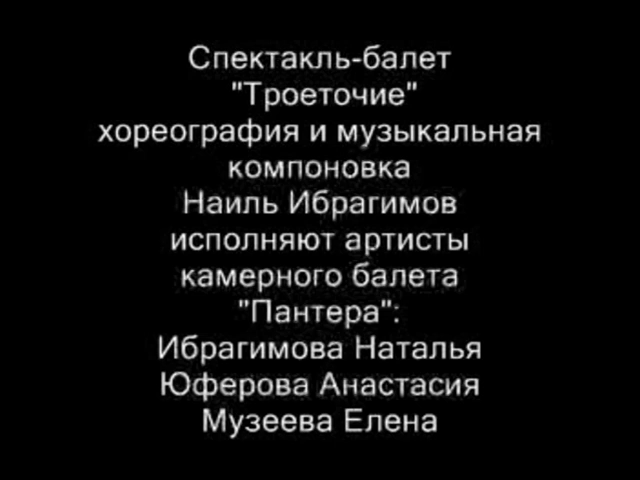 Спектакль-балет
"Троеточие"
хореография и музыкальная
компоновка
Наиль Ибрагимов
исполняют артисты
камерного балета
"Пантера":
Ибрагимова Наталья
Юферова Анастасия
Музеева Елена